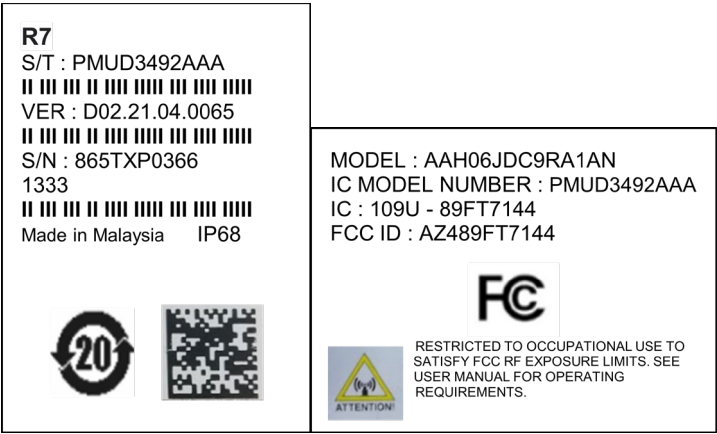 R7
S/T : PMUD3492AAA
VER : D02.21.04.0065
S/N : 865TXP0366
1333
Made in Malaysia IP68
20
MODEL : AAH06JDC9RA1AN
IC MODEL NUMBER : PMUD3492AAA
IC : 109U - 89FT7144
FCC ID : AZ489FT7144
FC
ATTENTION!
RESTRICTED TO OCCUPATIONAL USE TO
SATISFY FCC RF EXPOSURE LIMITS. SEE
USER MANUAL FOR OPERATING
REQUIREMENTS.